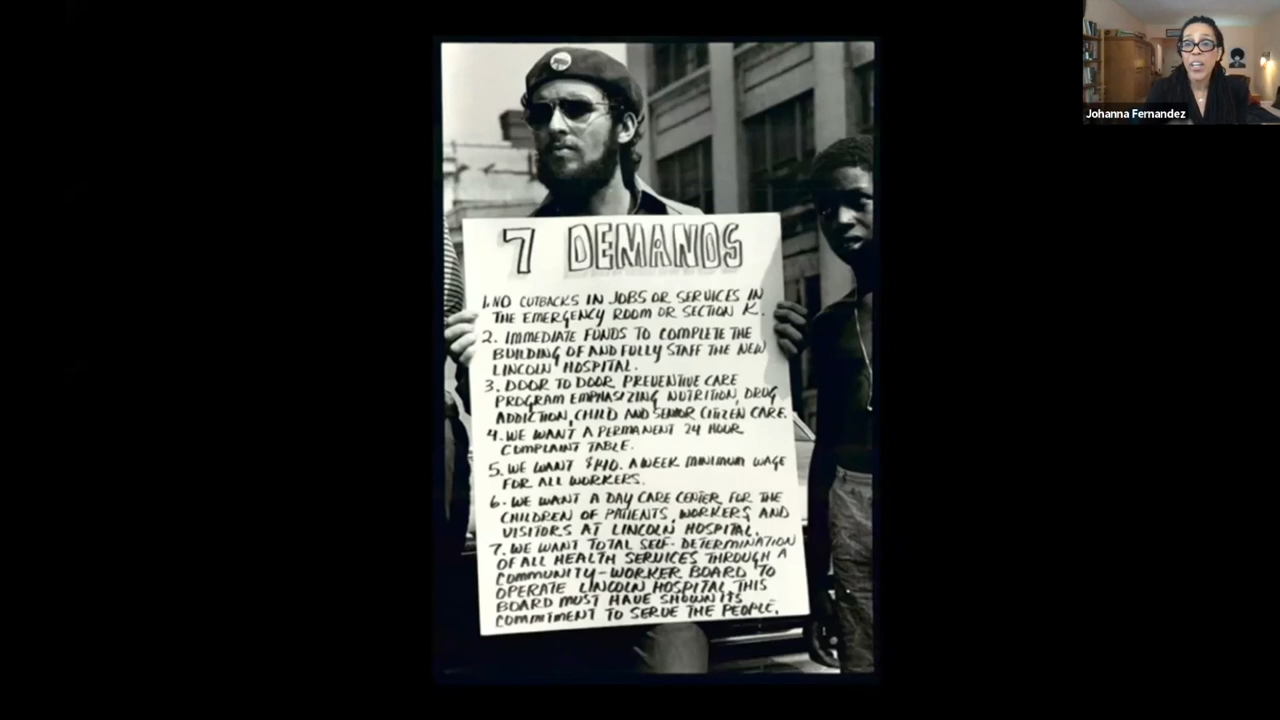 7 DEMANDS
1. NO CUTBACKS IN JOBS OR SERVICES IN
THE EMERGENCY ROOM OR SECTION K.
2. IMMEDIATE FUNDS TO COMPLETE THE
BUILDING OF AND FULLY STAFF THE NEW
LINCOLN HOSPITAL.
3. DOOR TO DOOR PREVENTIVE CARE
PROGRAM EMPHASIZING NUTRITION, DRUG
ADDICTION, CHILD AND SENIOR CITIZEN CARE.
4. WE WANT A PERMANENT 24 HOUR
COMPLAINT TABLE.
5. WE WANT $140. A WEEK MINIMUM WAGE
FOR ALL WORKERS.
6. WE WANT A DAY CARE CENTER FOR THE
CHILDREN OF PATIENTS, WORKERS AND
VISITORS AT LINCOLN HOSPITAL.
7. WE WANT TOTAL SELF-DETERMINATION
OF ALL HEALTH SERVICES THROUGH A
COMMUNITY-WORKER BOARD TO
OPERATE LINCOLN HOSPITAL. THIS
BOARD MUST HAVE SHOWN ITS
COMMITMENT TO SERVE THE PEOPLE.
Johanna Fernandez